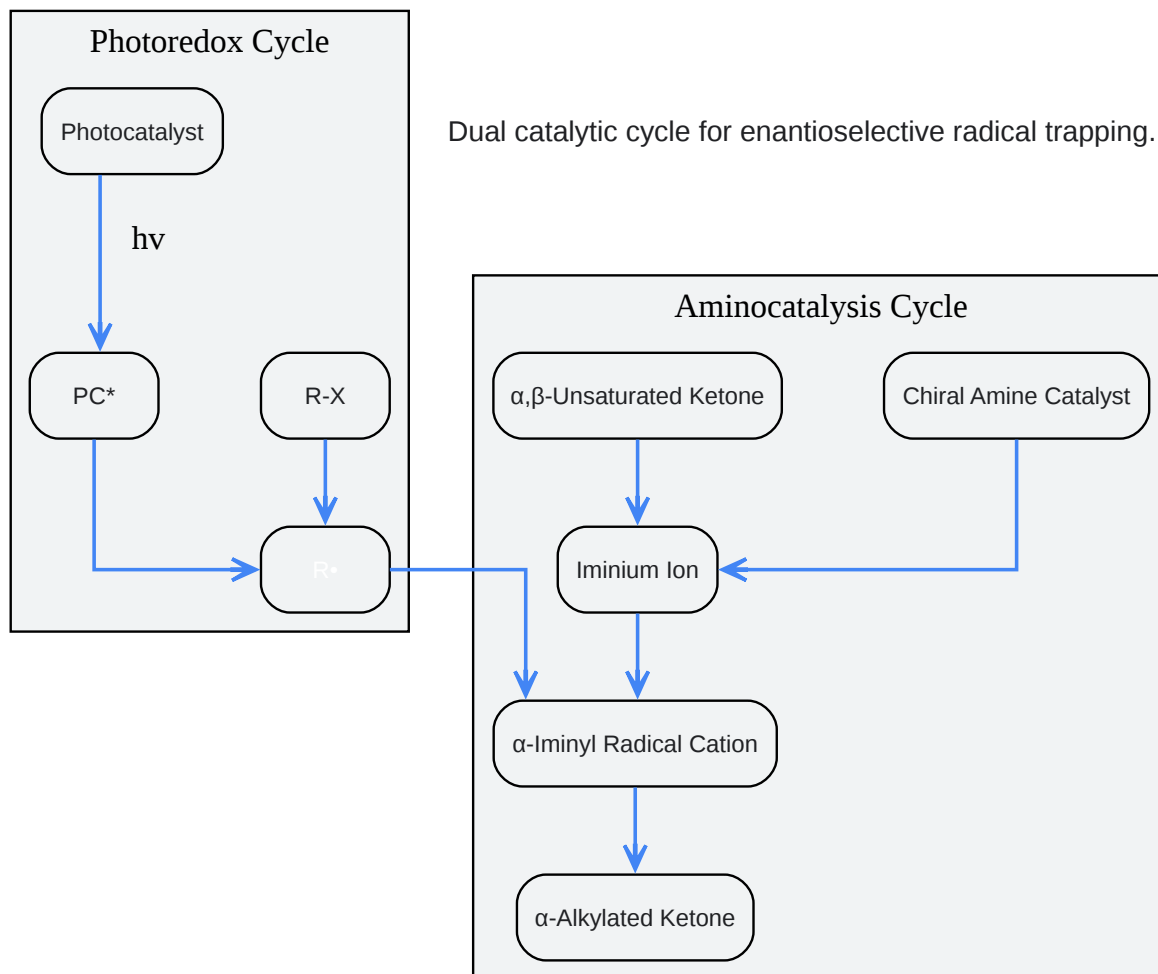 Photoredox Cycle
Photocatalyst
Dual catalytic cycle for enantioselective radical trapping.
hv
Aminocatalysis Cycle
PC*
R-X
α,β-Unsaturated Ketone
Chiral Amine Catalyst
R•
Iminium Ion
α-Iminyl Radical Cation
α-Alkylated Ketone